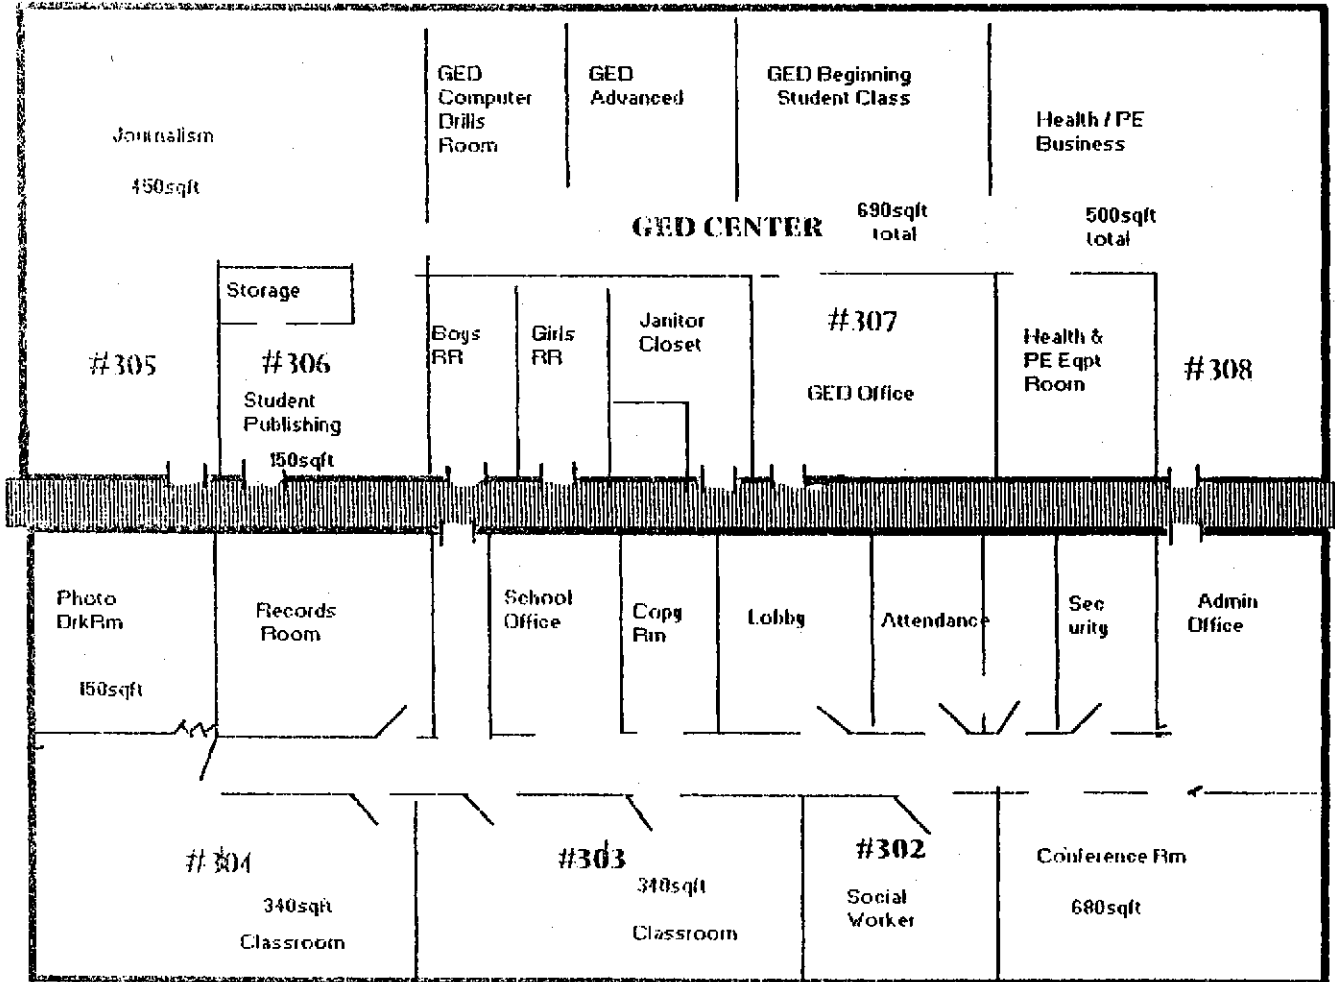 GED
Computer
Drills
Room
GED
Advanced
GED Beginning
Student Class
Health / PE
Business
Journalism
450sqft
GED CENTER
690sqft
total
500sqft
total
Storage
#305
#306
Student
Publishing
150sqft
Boys
RR
Girls
RR
Janitor
Closet
#307
GED Office
Health &
PE Eqpt
Room
#308
Photo
DrkRm
150sqft
Records
Room
School
Office
Copy
Rm
Lobby
Attendance
Sec
urity
Admin
Office
#304
340sqft
Classroom
#303
340sqft
Classroom
#302
Social
Worker
Conference Rm
680sqft